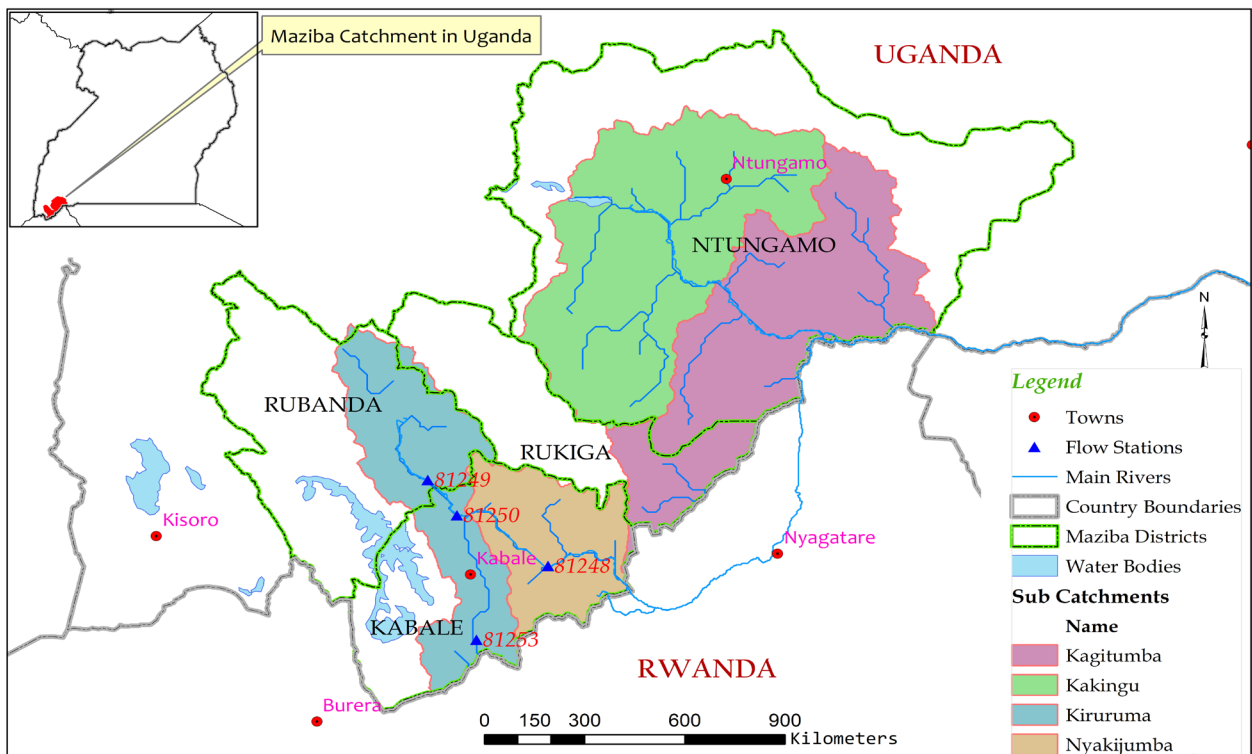 Maziba Catchment in Uganda
UGANDA
Ntungamo
NTUNGAMO
N
RUBANDA
RUKIGA
81249
81250
Kisoro
Kabale
81248
Nyagatare
KABALE
81253
RWANDA
Burera
0 150 300 600 900
Kilometers
Legend
Towns
Flow Stations
Main Rivers
Country Boundaries
Maziba Districts
Water Bodies
Sub Catchments
Name
Kagitumba
Kakingu
Kiruruma
Nyakijumba